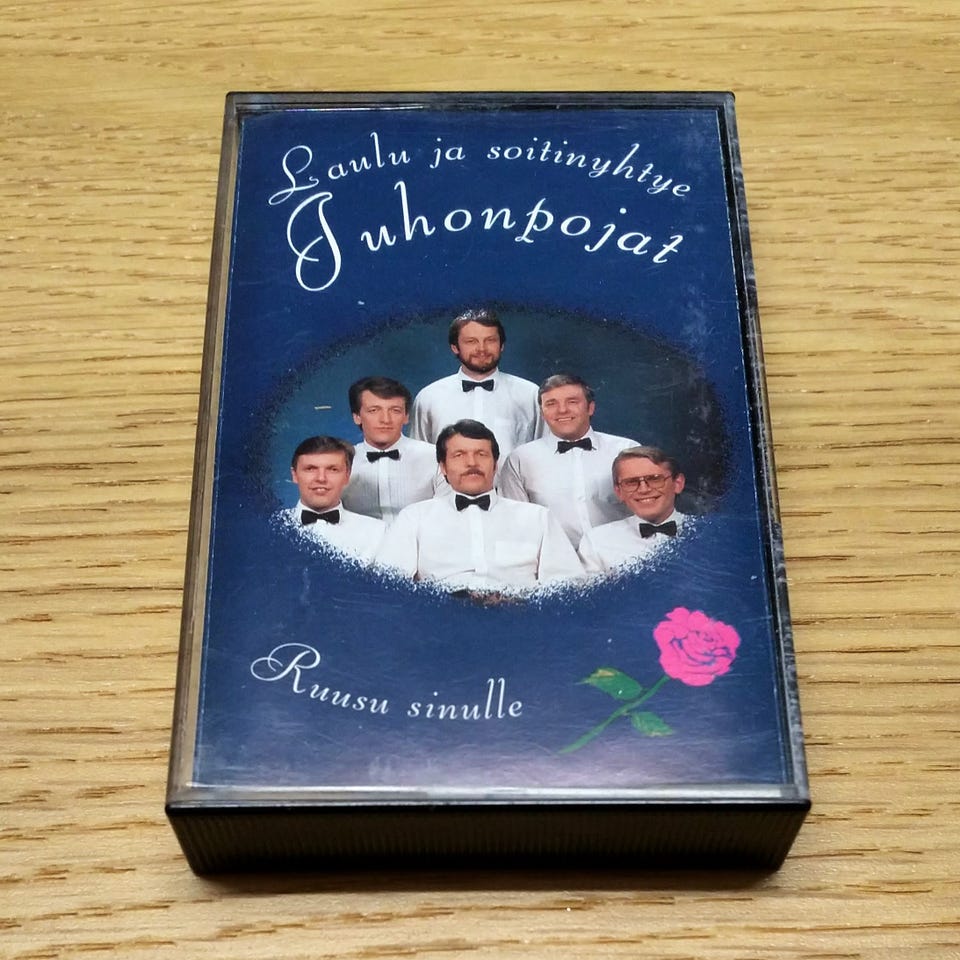 Laulu ja soitinyhtye
Juhonpojat
Ruusu sinulle